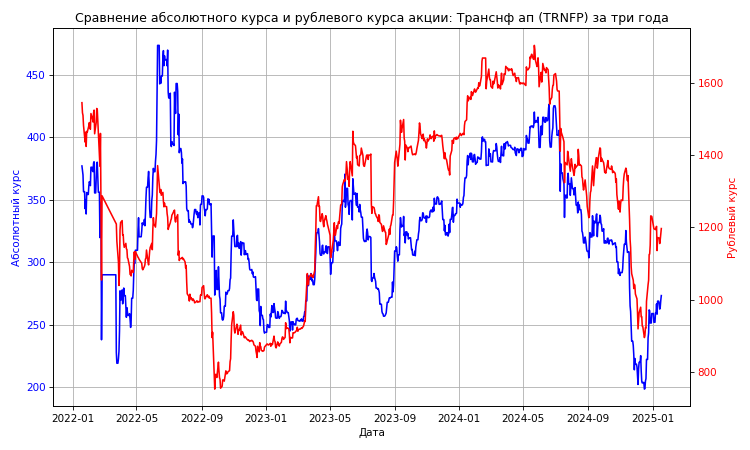 Сравнение абсолютного курса и рублевого курса акции: Транснф ап (TRNFP) за три года
450
400
350
300
250
200
Абсолютный курс
1600
1400
1200
1000
800
Рублевый курс
2022-01 2022-05 2022-09 2023-01 2023-05 2023-09 2024-01 2024-05 2024-09 2025-01
Дата